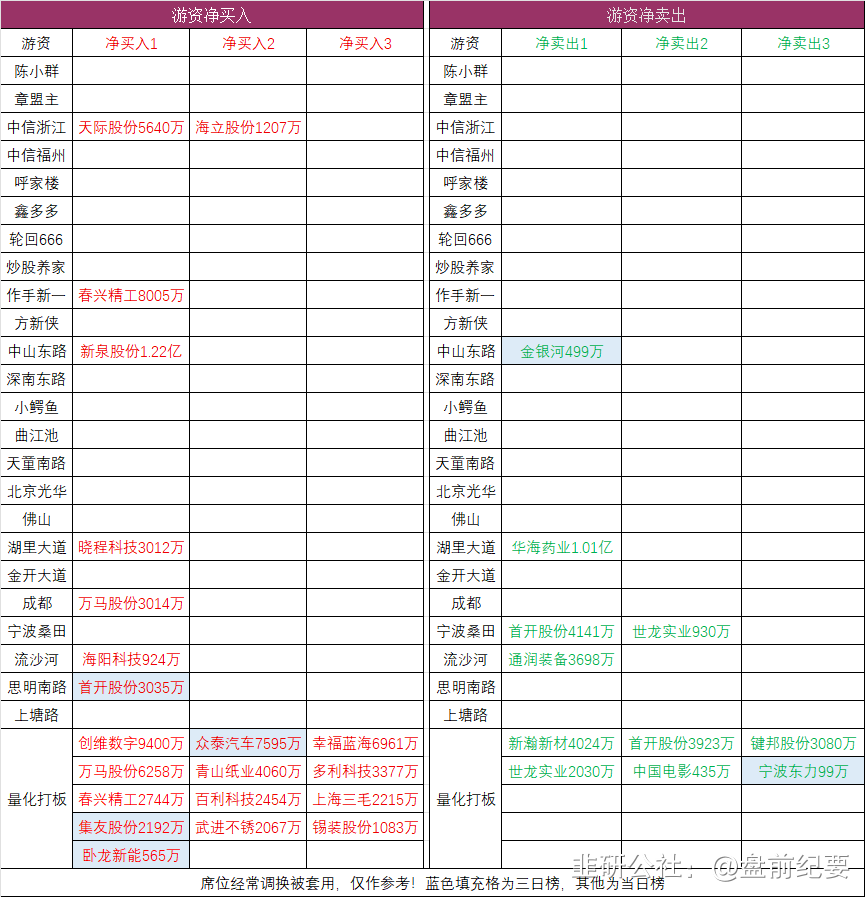 游资净买入 游资净卖出
游资 净买入1 净买入2 净买入3 游资 净卖出1 净卖出2 净卖出3
陈小群 陈小群
章盟主 章盟主
中信浙江 天际股份5640万 海立股份1207万 中信浙江
中信福州 中信福州
呼家楼 呼家楼
鑫多多 鑫多多
轮回666 轮回666
炒股养家 炒股养家
作手新一 春兴精工8005万 作手新一
方新侠 方新侠
中山东路 新泉股份1.22亿 中山东路 金银河499万
深南东路 深南东路
小鳄鱼 小鳄鱼
曲江池 曲江池
天童南路 天童南路
北京光华 北京光华
佛山 佛山
湖里大道 晓程科技3012万 湖里大道 华海药业1.01亿
金开大道 金开大道
成都 万马股份3014万 成都
宁波桑田 宁波桑田 首开股份4141万 世龙实业930万
流沙河 海阳科技924万 流沙河 通润装备3698万
思明南路 首开股份3035万 思明南路
上塘路 上塘路
创维数字9400万 众泰汽车7595万 幸福蓝海6961万 新瀚新材4024万 首开股份3923万 键邦股份3080万
万马股份6258万 青山纸业4060万 多利科技3377万 世龙实业2030万 中国电影435万 宁波东力99万
量化打板 春兴精工2744万 百利科技2454万 上海三毛2215万 量化打板
集友股份2192万 武进不锈2067万 锡装股份1083万
卧龙新能565万
席位经常调换被套用，仅作参考！蓝色填充格为三日榜，其他为当日榜
韭研公社：@盘前纪要